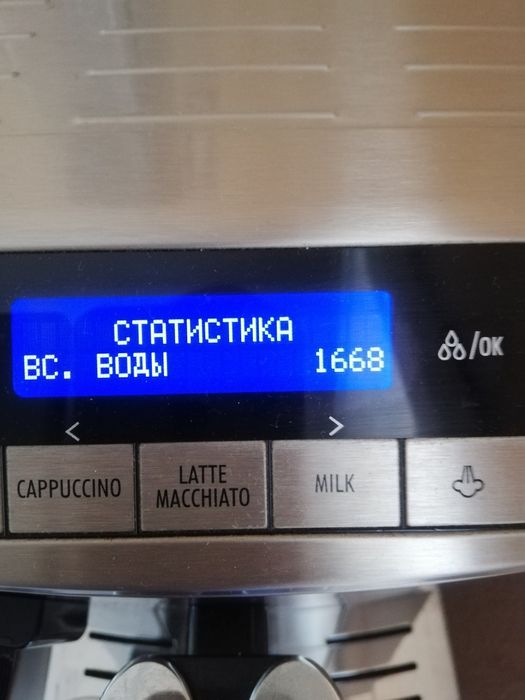 СТАТИСТИКА
ВС. ВОДЫ 1668
/OK
< >
CAPPUCCINO
LATTE
MACCHIATO
MILK